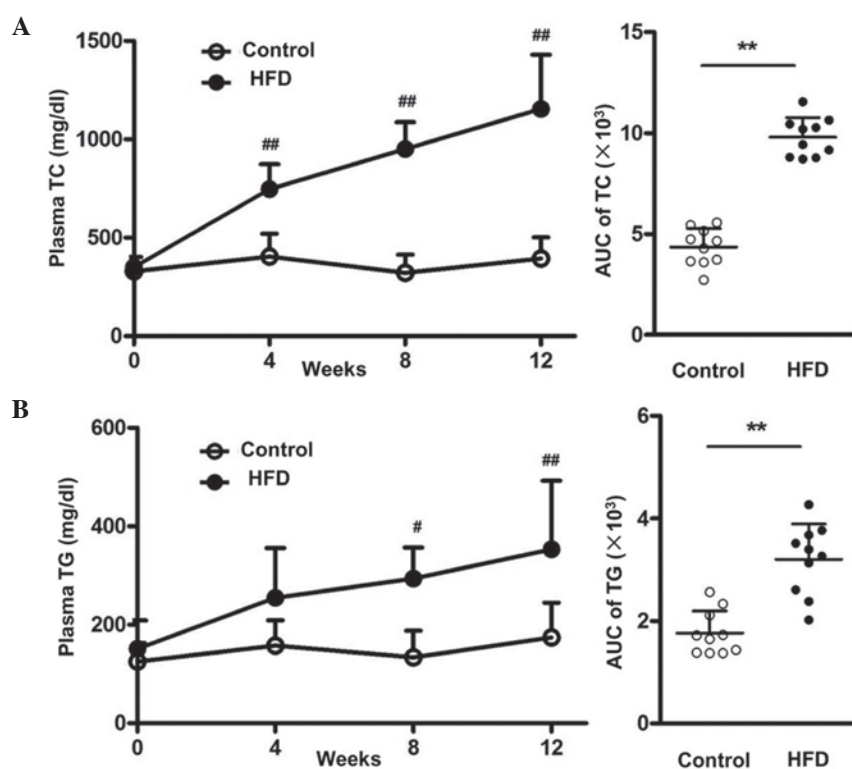 A
Plasma TC (mg/dl)
1500
1000
500
0
Control
HFD
##
##
##
0
4
8
12
Weeks
AUC of TC (×10³)
15
10
5
0
**
Control
HFD
B
Plasma TG (mg/dl)
600
400
200
0
Control
HFD
#
##
0
4
8
12
Weeks
AUC of TG (×10³)
6
4
2
0
**
Control
HFD